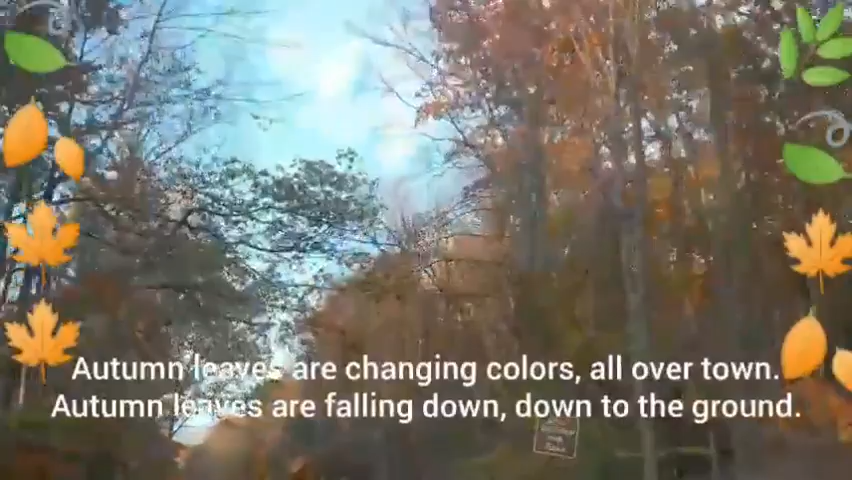 Autumn leaves are changing colors, all over town.
Autumn leaves are falling down, down to the ground.